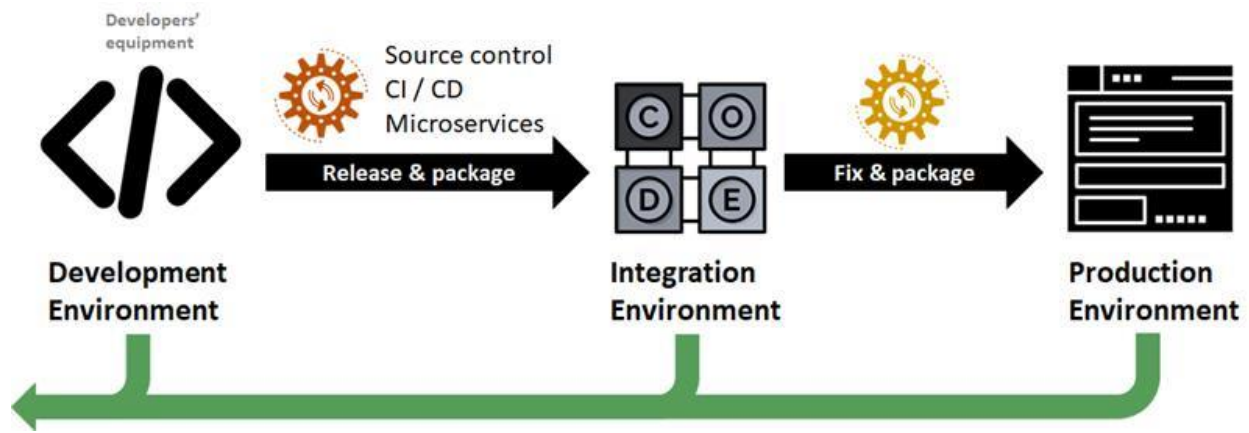 Developers'
equipment
Source control
CI / CD
Microservices
Release & package
C O
D E
Fix & package
Development
Environment
Integration
Environment
Production
Environment